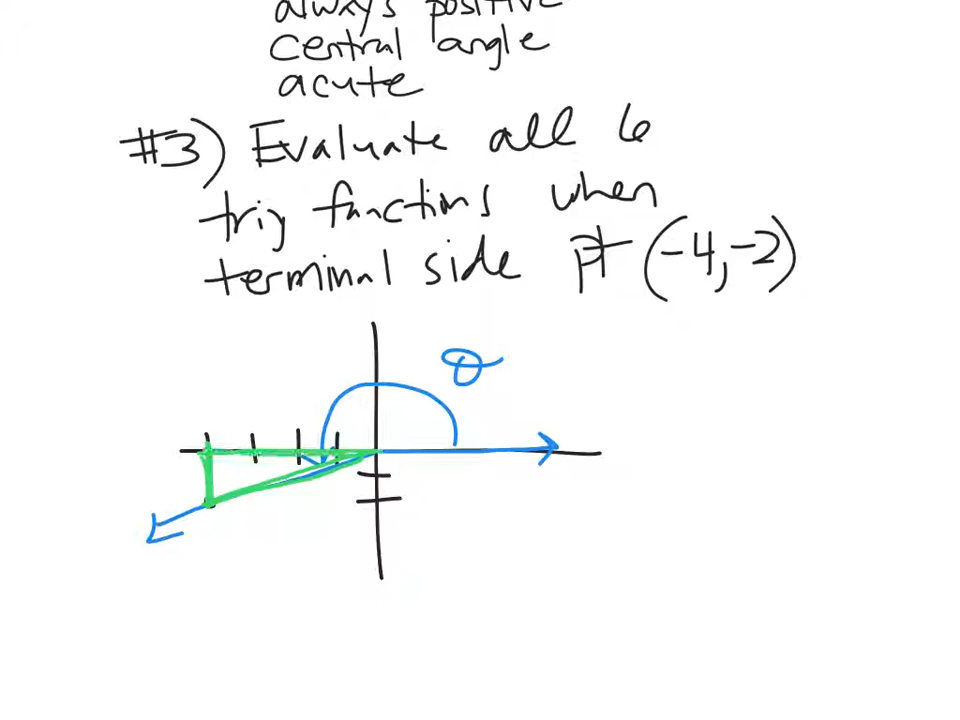 always positive
central angle
acute
#3) Evaluate all 6
trig functions when
terminal side pt (-4,-2)
θ